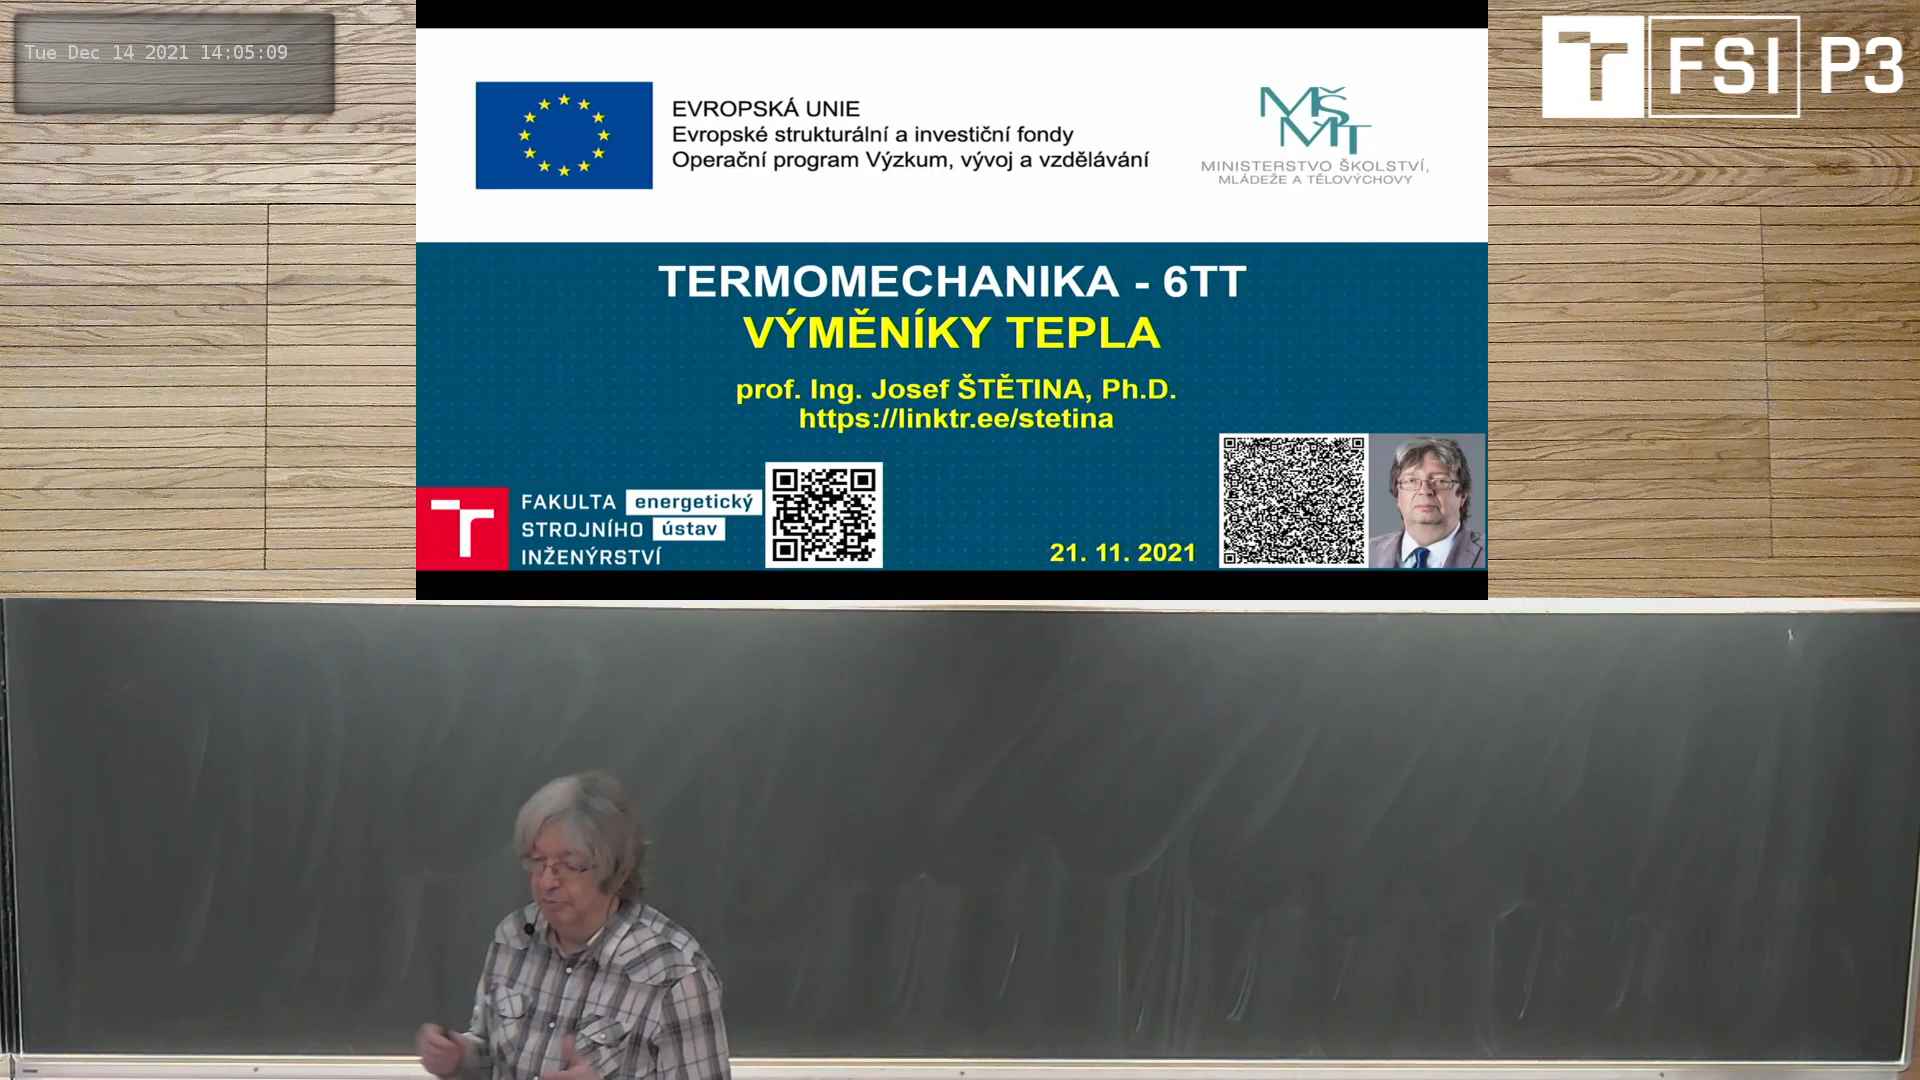 Tue Dec 14 2021 14:05:09
FSI P3
EVROPSKÁ UNIE
Evropské strukturální a investiční fondy
Operační program Výzkum, vývoj a vzdělávání
MŠMT
MINISTERSTVO ŠKOLSTVÍ,
MLÁDEŽE A TĚLOVÝCHOVY
TERMOMECHANIKA - 6TT
VÝMĚNÍKY TEPLA
prof. Ing. Josef ŠTĚTINA, Ph.D.
https://linktr.ee/stetina
FAKULTA energetický
STROJNÍHO ústav
INŽENÝRSTVÍ
21. 11. 2021